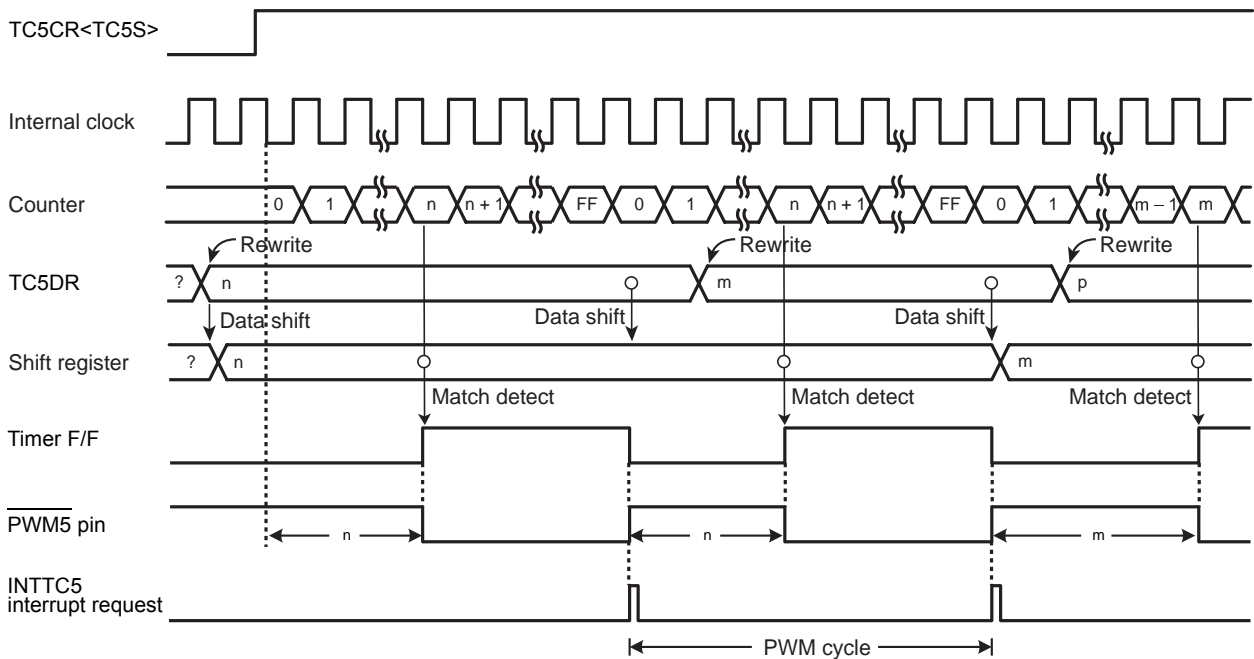 TC5CR<TC5S>
Internal clock
Counter
0 1 n n + 1 FF 0 1 n n + 1 FF 0 1 m – 1 m
Rewrite Rewrite Rewrite
TC5DR
? n m p
Data shift Data shift Data shift
Shift register
? n m
Match detect Match detect Match detect
Timer F/F
PWM5 pin
n n m
INTTC5
interrupt request
PWM cycle